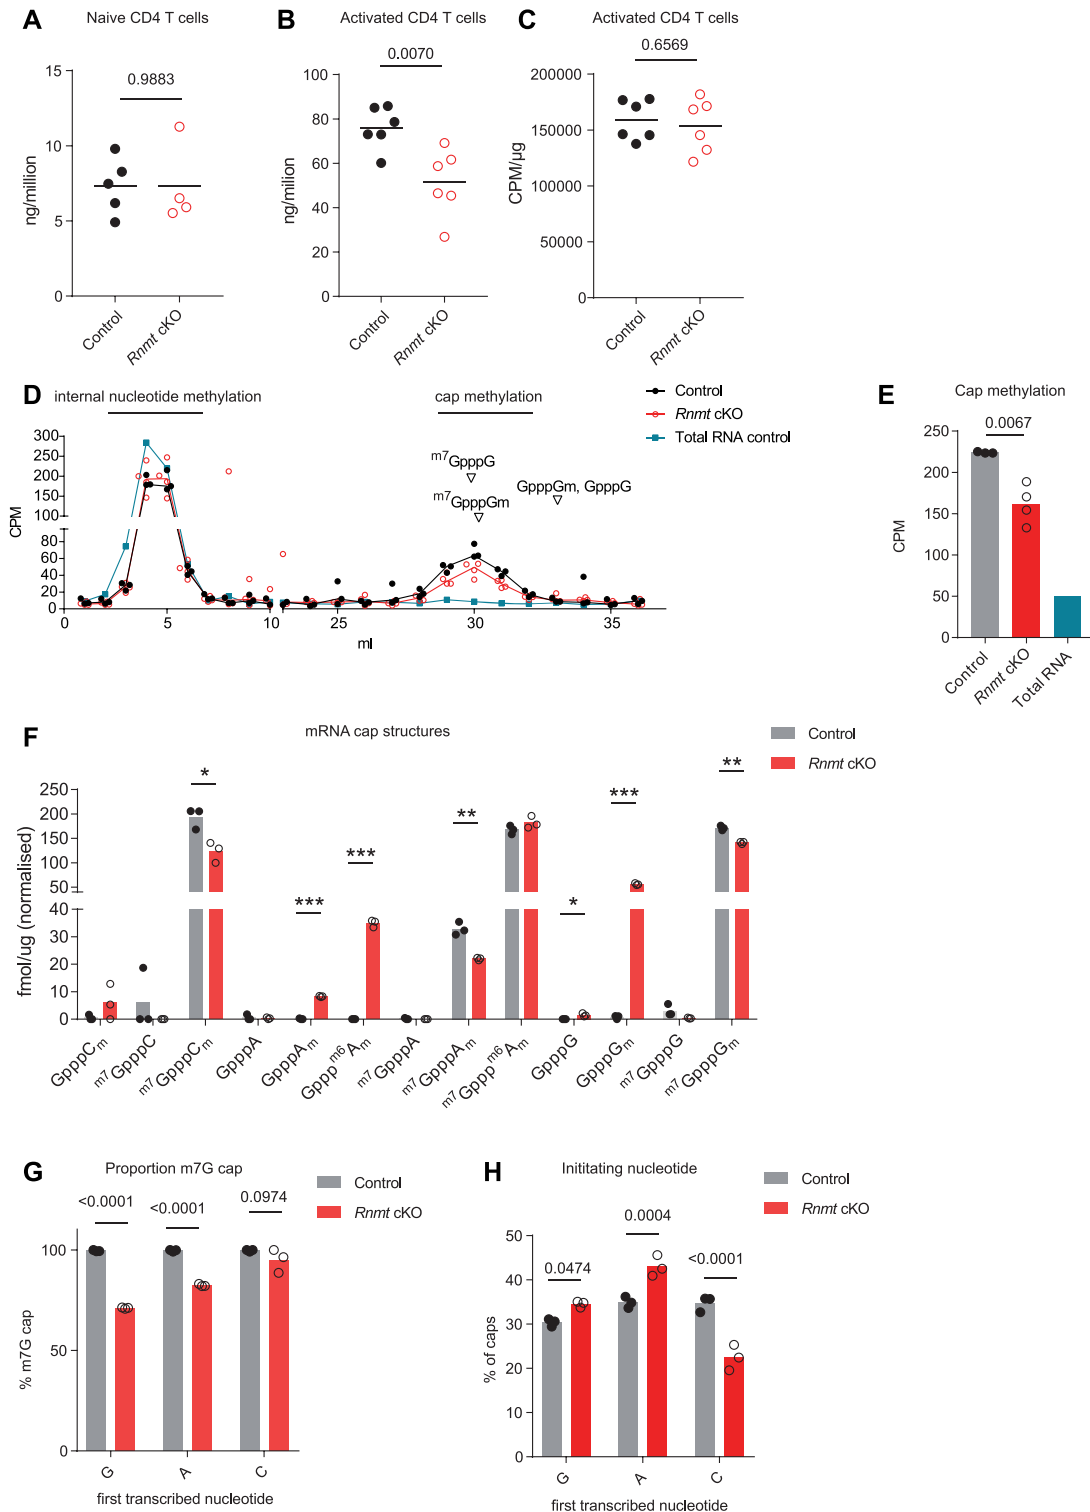 A
Naive CD4 T cells
0.9883
15
10
5
0
ng/million
Control
Rnmt cKO
B
Activated CD4 T cells
0.0070
100
80
60
40
20
0
ng/milion
Control
Rnmt cKO
C
Activated CD4 T cells
0.6569
200000
150000
100000
50000
0
CPM/µg
Control
Rnmt cKO
D
internal nucleotide methylation
cap methylation
Control
Rnmt cKO
Total RNA control
m7GpppG
m7GpppGm
GpppGm, GpppG
300
250
200
150
100
80
60
40
20
0
CPM
0
5
10
25
30
35
ml
E
Cap methylation
0.0067
250
200
150
100
50
0
CPM
Control
Rnmt cKO
Total RNA
F
mRNA cap structures
Control
Rnmt cKO
* *** *** ** * *** **
250
200
150
100
50
40
30
20
10
0
fmol/ug (normalised)
GpppCm
m7GpppC
m7GpppCm
GpppA
GpppAm
Gpppm6Am
m7GpppA
m7GpppAm
m7Gpppm6Am
GpppG
GpppGm
m7GpppG
m7GpppGm
G
Proportion m7G cap
Control
Rnmt cKO
<0.0001
<0.0001
0.0974
100
50
0
% m7G cap
G
A
C
first transcribed nucleotide
H
Inititating nucleotide
Control
Rnmt cKO
0.0474
0.0004
<0.0001
50
40
30
20
10
0
% of caps
G
A
C
first transcribed nucleotide